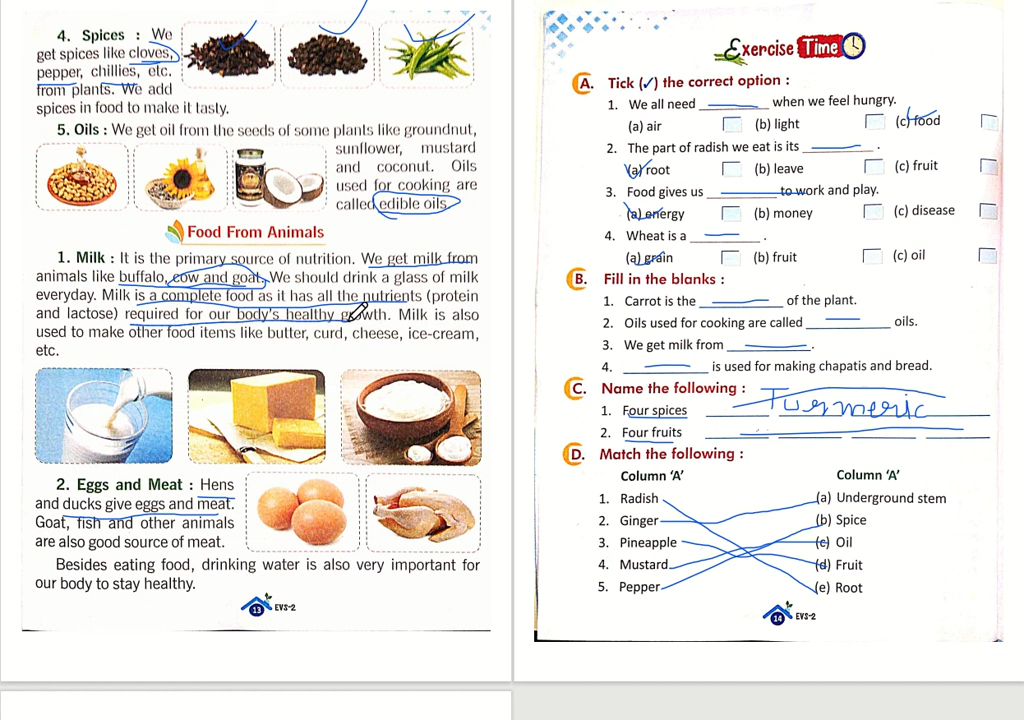 4. Spices : We
get spices like cloves,
pepper, chillies, etc.
from plants. We add
spices in food to make it tasty.
5. Oils : We get oil from the seeds of some plants like groundnut,
sunflower, mustard
and coconut. Oils
used for cooking are
called edible oils.
Food From Animals
1. Milk : It is the primary source of nutrition. We get milk from
animals like buffalo, cow and goat. We should drink a glass of milk
everyday. Milk is a complete food as it has all the nutrients (protein
and lactose) required for our body's healthy growth. Milk is also
used to make other food items like butter, curd, cheese, ice-cream,
etc.
2. Eggs and Meat : Hens
and ducks give eggs and meat.
Goat, fish and other animals
are also good source of meat.
Besides eating food, drinking water is also very important for
our body to stay healthy.
13 EVS-2
Exercise Time
A. Tick (✓) the correct option :
1. We all need ________ when we feel hungry.
(a) air (b) light (c) food
2. The part of radish we eat is its ________ .
(a) root (b) leave (c) fruit
3. Food gives us ________ to work and play.
(a) energy (b) money (c) disease
4. Wheat is a ________ .
(a) grain (b) fruit (c) oil
B. Fill in the blanks :
1. Carrot is the ________ of the plant.
2. Oils used for cooking are called ________ oils.
3. We get milk from ________ .
4. ________ is used for making chapatis and bread.
C. Name the following :
1. Four spices Turmeric
2. Four fruits
D. Match the following :
Column 'A' Column 'A'
1. Radish (a) Underground stem
2. Ginger (b) Spice
3. Pineapple (c) Oil
4. Mustard (d) Fruit
5. Pepper (e) Root
14 EVS-2